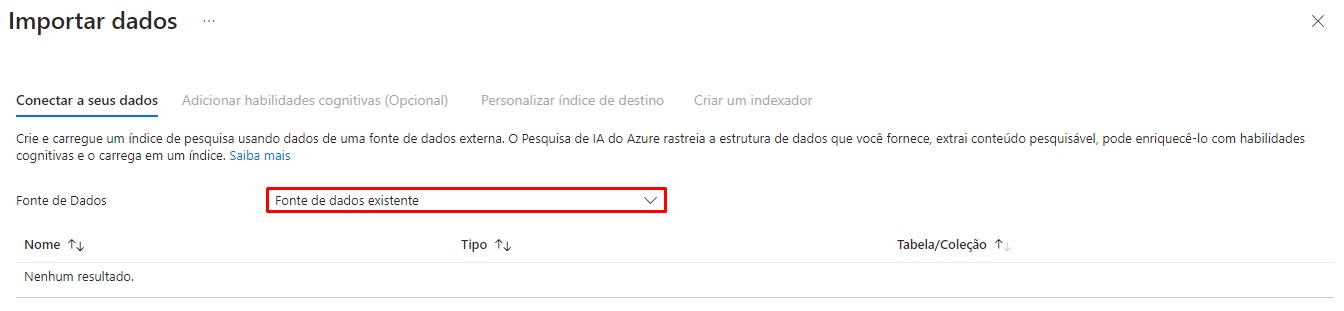 Importar dados ...
Conectar a seus dados Adicionar habilidades cognitivas (Opcional) Personalizar índice de destino Criar um indexador
Crie e carregue um índice de pesquisa usando dados de uma fonte de dados externa. O Pesquisa de IA do Azure rastreia a estrutura de dados que você fornece, extrai conteúdo pesquisável, pode enriquecê-lo com habilidades
cognitivas e o carrega em um índice. Saiba mais
Fonte de Dados Fonte de dados existente
Nome ↑↓ Tipo ↑↓ Tabela/Coleção ↑↓
Nenhum resultado.